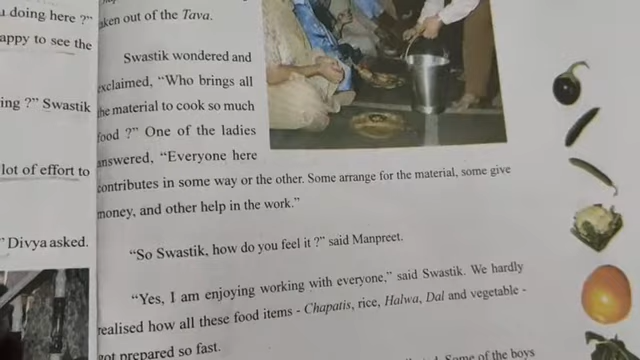 u doing here ?"
appy to see the
ing ?" Swastik
lot of effort to
" Divya asked.
aken out of the Tava.
Swastik wondered and
exclaimed, "Who brings all
the material to cook so much
food ?" One of the ladies
answered, "Everyone here
contributes in some way or the other. Some arrange for the material, some give
money, and other help in the work."
"So Swastik, how do you feel it ?" said Manpreet.
"Yes, I am enjoying working with everyone," said Swastik. We hardly
realised how all these food items - Chapatis, rice, Halwa, Dal and vegetable -
got prepared so fast.
Some of the boys